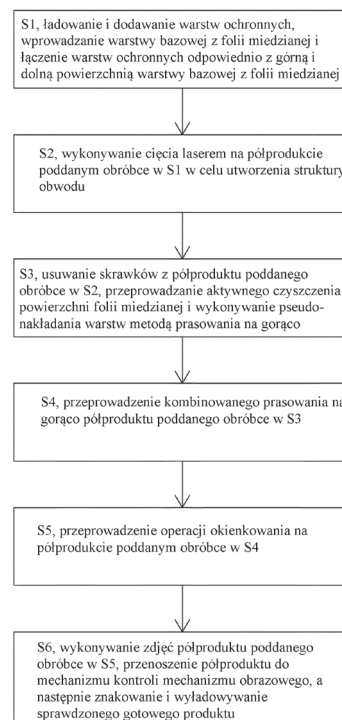 S1, ładowanie i dodawanie warstw ochronnych,
wprowadzanie warstwy bazowej z folii miedzianej i
łączenie warstw ochronnych odpowiednio z górną i
dolną powierzchnią warstwy bazowej z folii miedzianej
S2, wykonywanie cięcia laserem na półprodukcie
poddanym obróbce w S1 w celu utworzenia struktury
obwodu
S3, usuwanie skrawków z półproduktu poddanego
obróbce w S2, przeprowadzanie aktywnego czyszczenia
powierzchni folii miedzianej i wykonywanie pseudo-
nakładania warstw metodą prasowania na gorąco
S4, przeprowadzenie kombinowanego prasowania na
gorąco półproduktu poddanego obróbce w S3
S5, przeprowadzenie operacji okienkowania na
półprodukcie poddanym obróbce w S4
S6, wykonywanie zdjęć półproduktu poddanego
obróbce w S5, przenoszenie półproduktu do
mechanizmu kontroli mechanizmu obrazowego, a
następnie znakowanie i wyładowywanie
sprawdzonego gotowego produktu